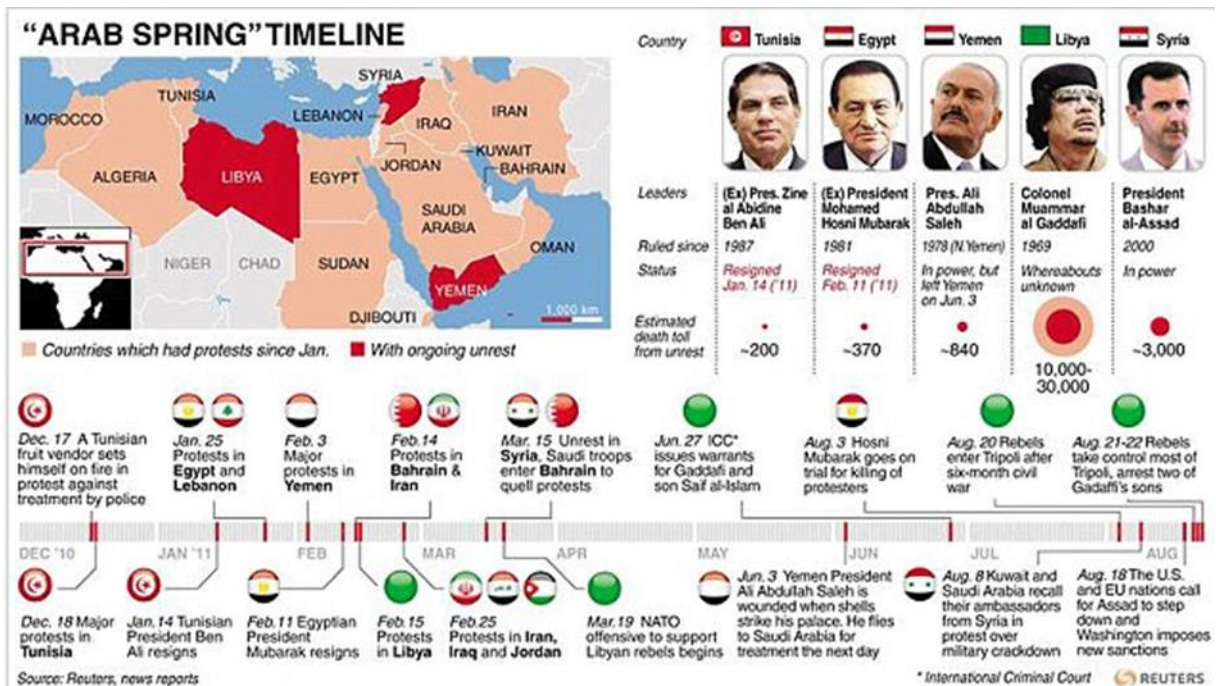 “ARAB SPRING” TIMELINE
SYRIA
TUNISIA
LEBANON
IRAN
MOROCCO
IRAQ
KUWAIT
JORDAN
BAHRAIN
ALGERIA
LIBYA
EGYPT
SAUDI
ARABIA
OMAN
NIGER
CHAD
SUDAN
YEMEN
DJIBOUTI
1,000 km
Countries which had protests since Jan.
With ongoing unrest
Country
Tunisia
Egypt
Yemen
Libya
Syria
Leaders
(Ex) Pres. Zine
al Abidine
Ben Ali
(Ex) President
Mohamed
Hosni Mubarak
Pres. Ali
Abdullah
Saleh
Colonel
Muammar
al Gaddafi
President
Bashar
al-Assad
Ruled since
1987
1981
1978 (N.Yemen)
1969
2000
Status
Resigned
Jan. 14 ('11)
Resigned
Feb. 11 ('11)
In power, but
left Yemen
on Jun. 3
Whereabouts
unknown
In power
Estimated
death toll
from unrest
~200
~370
~840
10,000-
30,000
~3,000
Dec. 17 A Tunisian
fruit vendor sets
himself on fire in
protest against
treatment by police
Jan. 25
Protests in
Egypt and
Lebanon
Feb. 3
Major
protests in
Yemen
Feb.14
Protests in
Bahrain &
Iran
Mar. 15 Unrest in
Syria, Saudi troops
enter Bahrain to
quell protests
Jun. 27 ICC*
issues warrants
for Gaddafi and
son Saif al-Islam
Aug. 3 Hosni
Mubarak goes on
trial for killing of
protesters
Aug. 20 Rebels
enter Tripoli after
six-month civil
war
Aug. 21-22 Rebels
take control most of
Tripoli, arrest two of
Gadaffi's sons
DEC '10
JAN '11
FEB
MAR
APR
MAY
JUN
JUL
AUG
Dec. 18 Major
protests in
Tunisia
Jan.14 Tunisian
President Ben
Ali resigns
Feb.11 Egyptian
President
Mubarak resigns
Feb.15
Protests
in Libya
Feb.25
Protests in Iran,
Iraq and Jordan
Mar.19 NATO
offensive to support
Libyan rebels begins
Jun. 3 Yemen President
Ali Abdullah Saleh is
wounded when shells
strike his palace. He flies
to Saudi Arabia for
treatment the next day
Aug. 8 Kuwait and
Saudi Arabia recall
their ambassadors
from Syria in
protest over
military crackdown
Aug. 18 The U.S.
and EU nations call
for Assad to step
down and
Washington imposes
new sanctions
Source: Reuters, news reports
* International Criminal Court
REUTERS